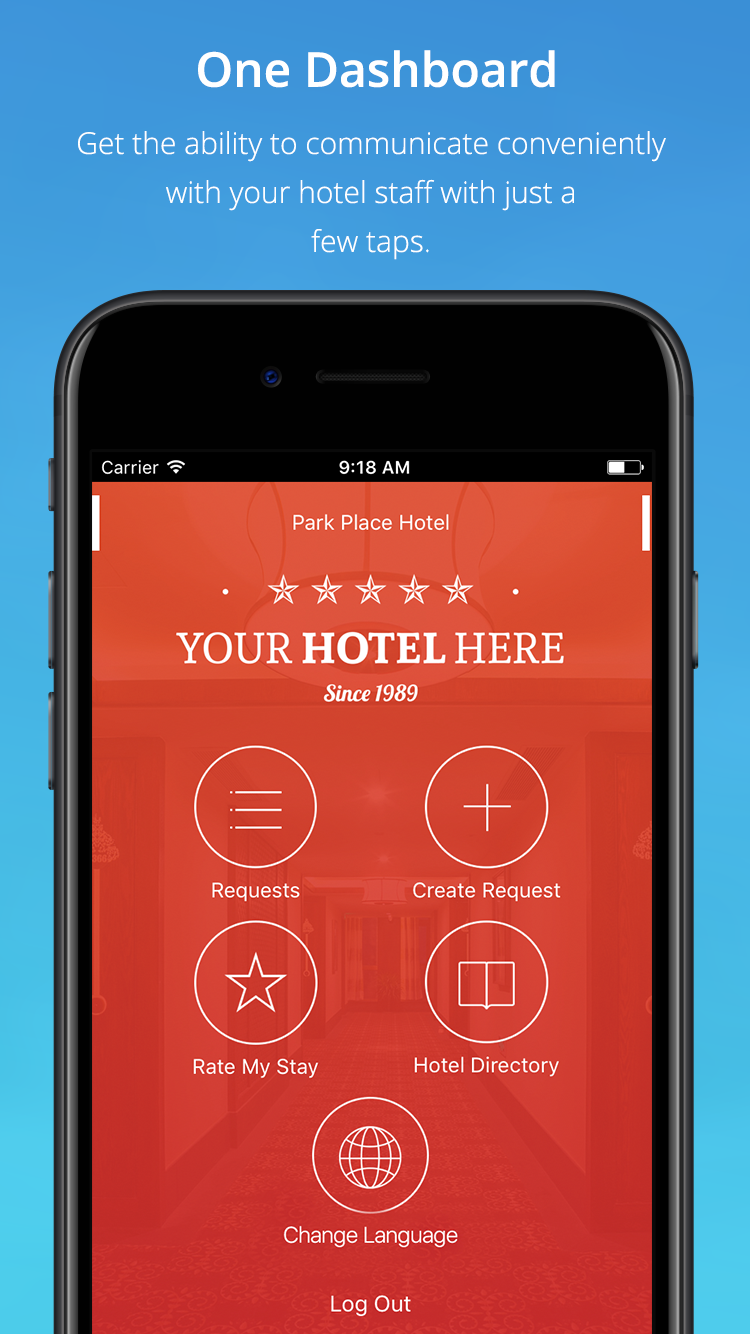 One Dashboard
Get the ability to communicate conveniently
with your hotel staff with just a
few taps.
Carrier 9:18 AM
Park Place Hotel
YOUR HOTEL HERE
Since 1989
Requests
Create Request
Rate My Stay
Hotel Directory
Change Language
Log Out